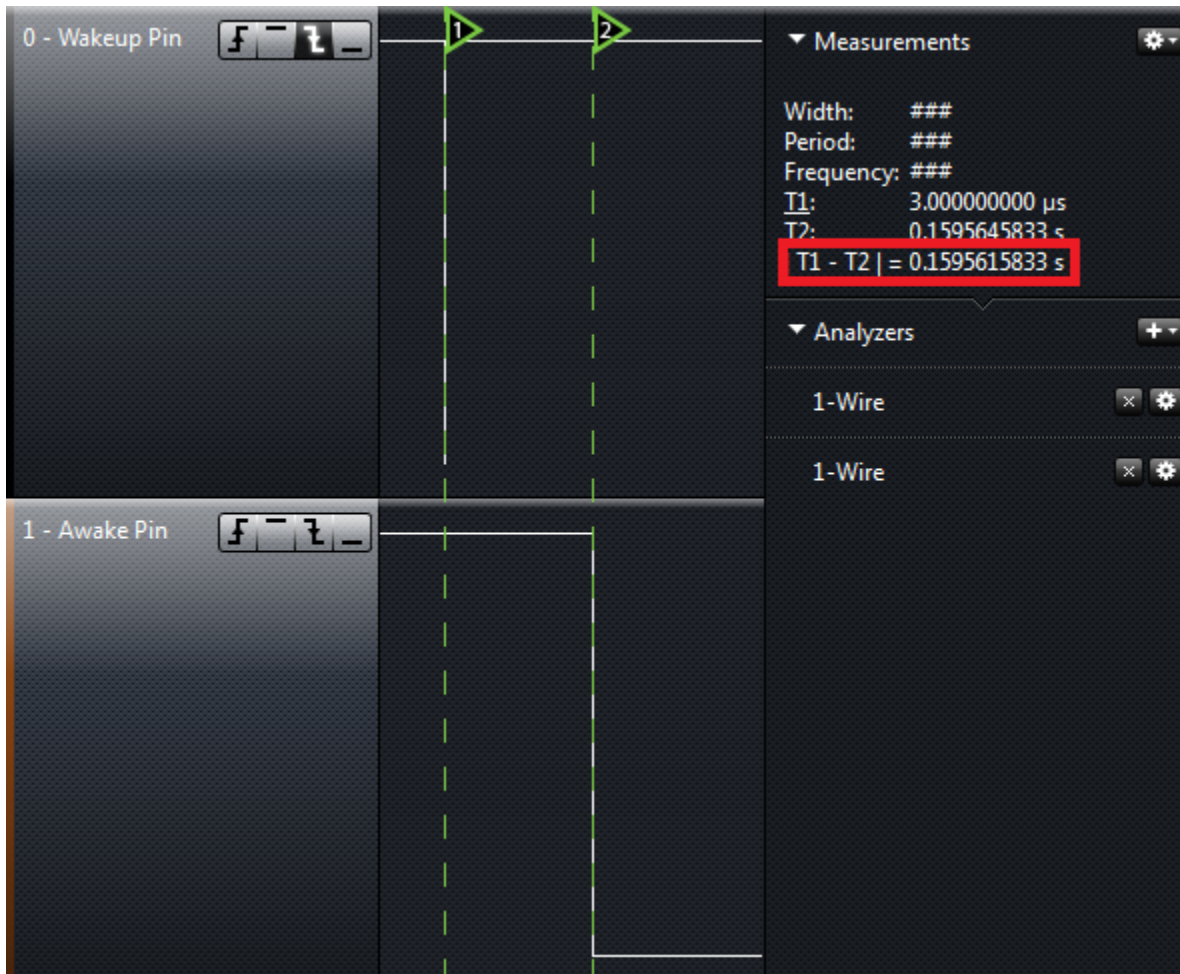 0 - Wakeup Pin
1
2
Measurements
Width: ###
Period: ###
Frequency: ###
T1: 3.000000000 µs
T2: 0.1595645833 s
| T1 - T2 | = 0.1595615833 s
Analyzers
1-Wire
1-Wire
1 - Awake Pin